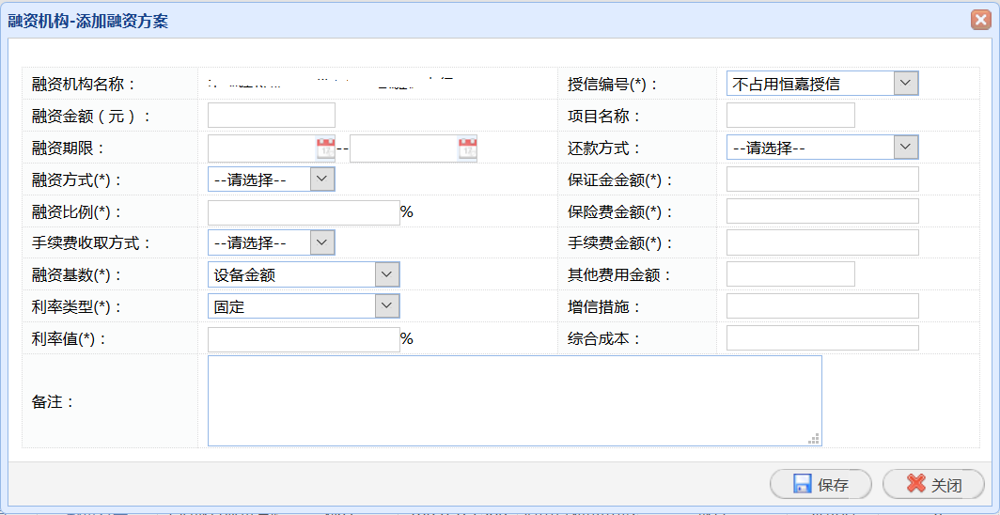 融资机构-添加融资方案
融资机构名称： 授信编号(*)： 不占用恒嘉授信
融资金额（元）： 项目名称：
融资期限： -- 还款方式： --请选择--
融资方式(*)： --请选择-- 保证金金额(*)：
融资比例(*)： % 保险费金额(*)：
手续费收取方式： --请选择-- 手续费金额(*)：
融资基数(*)： 设备金额 其他费用金额：
利率类型(*)： 固定 增信措施：
利率值(*)： % 综合成本：
备注：
保存 关闭